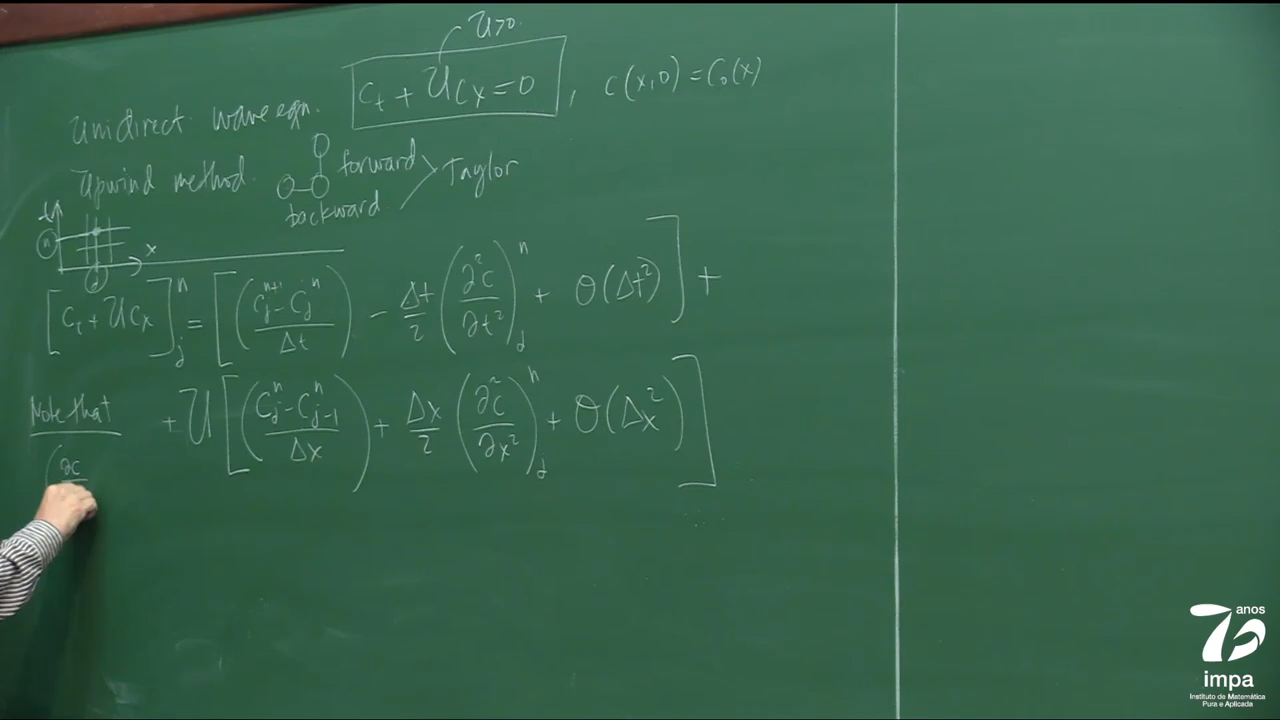 U>0.
Unidirect wave eqn. c_t + U c_x = 0 , c(x,0) = C_0(x)
Upwind method. forward > Taylor
backward
t
n
x
j
[c_t + U c_x]_j^n = [ ( (C_j^{n+1} - C_j^n) / Δt ) - Δt/2 ( ∂²c/∂t² )_j^n + O(Δt²) ] +
Note that + U [ ( (C_j^n - C_{j-1}^n) / Δx ) + Δx/2 ( ∂²c/∂x² )_j^n + O(Δx²) ]
( ∂c
anos
75
impa
Instituto de Matemática
Pura e Aplicada